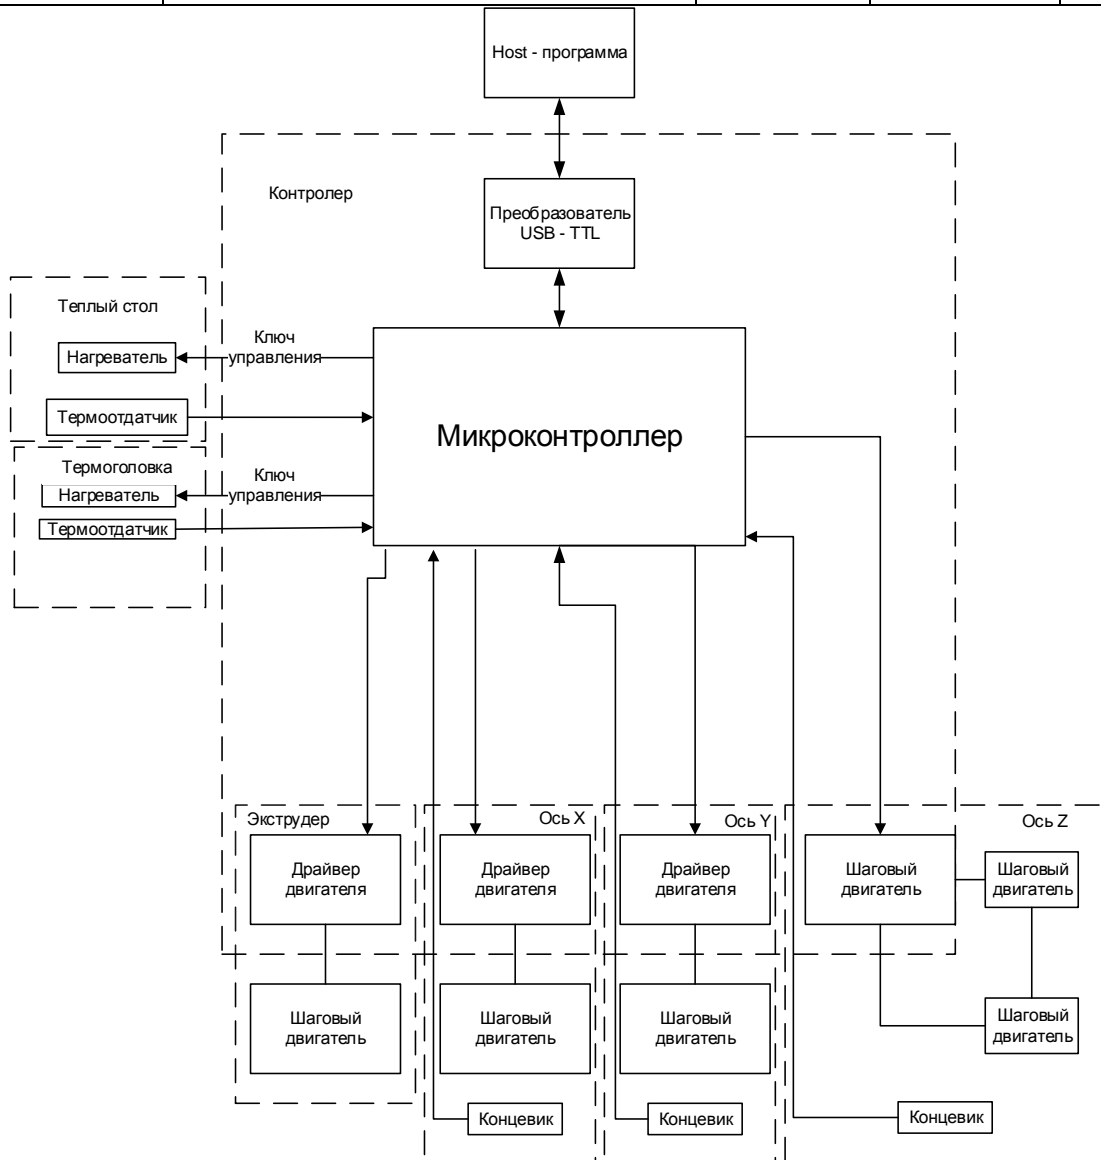 Host - программа
Контролер
Преобразователь
USB - TTL
Теплый стол
Нагреватель
Ключ
управления
Термоотдатчик
Микроконтроллер
Термоголовка
Нагреватель
Ключ
управления
Термоотдатчик
Экструдер
Ось X
Ось Y
Ось Z
Драйвер
двигателя
Драйвер
двигателя
Драйвер
двигателя
Шаговый
двигатель
Шаговый
двигатель
Шаговый
двигатель
Шаговый
двигатель
Шаговый
двигатель
Шаговый
двигатель
Концевик
Концевик
Концевик